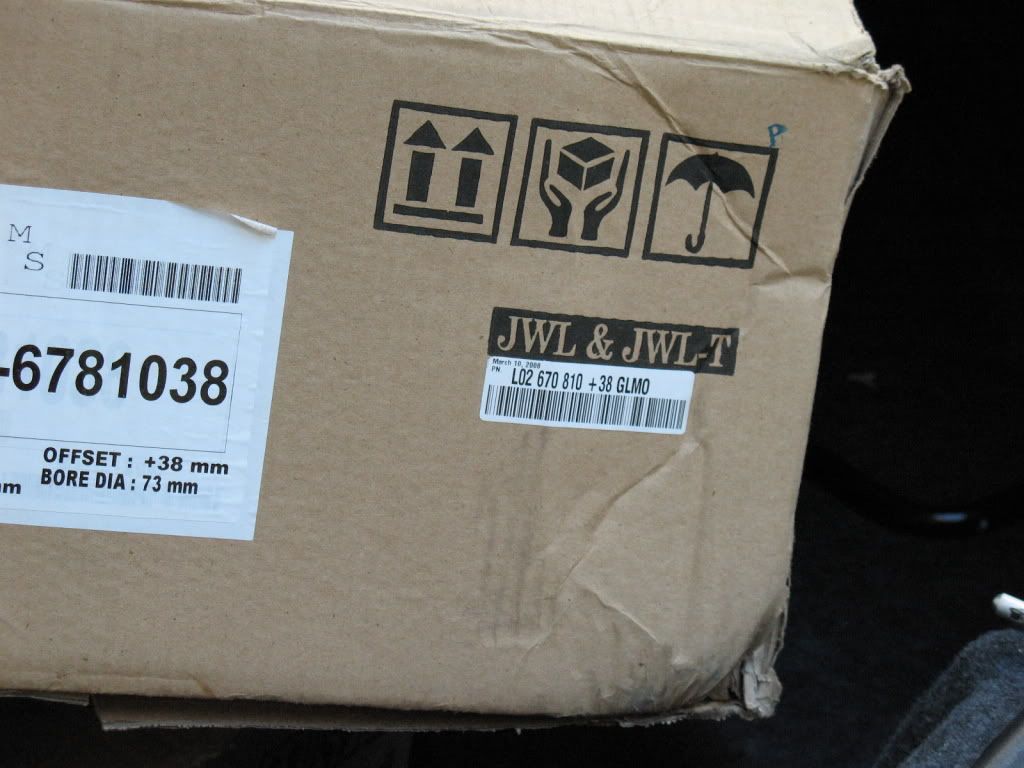 P
M
S
-6781038
OFFSET : +38 mm
BORE DIA : 73 mm
mm
JWL & JWL-T
March 10, 2008
PN.
L02 670 810 +38 GLMO